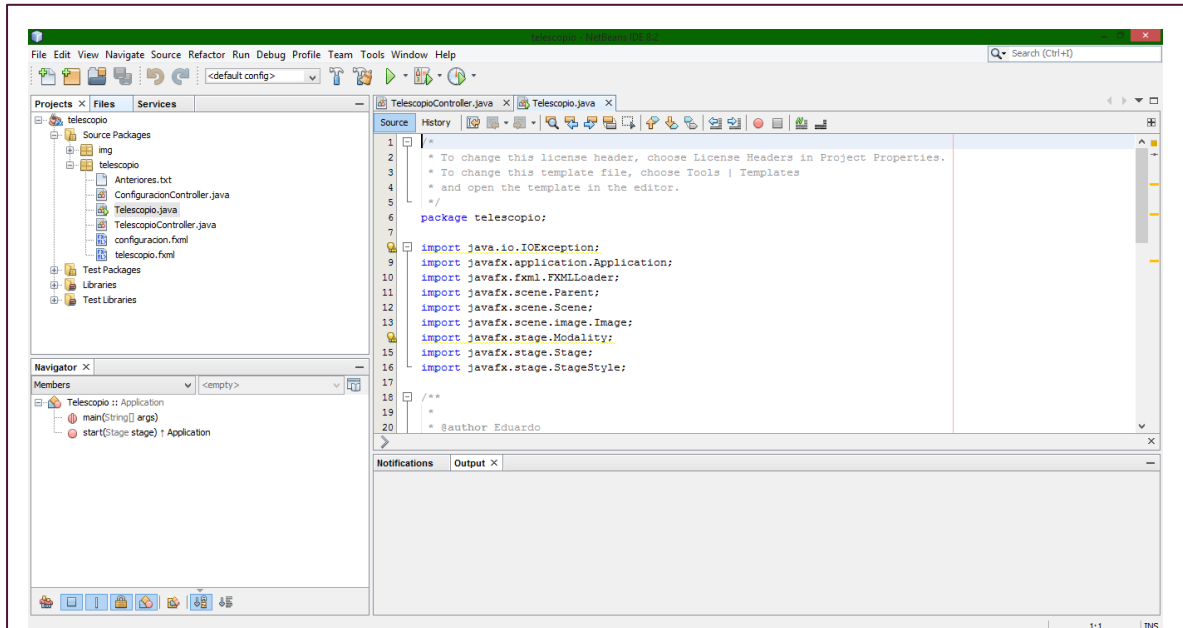 telescopio - NetBeans IDE 8.2
File Edit View Navigate Source Refactor Run Debug Profile Team Tools Window Help
Search (Ctrl+I)
<default config>
Projects Files Services
telescopio
Source Packages
img
telescopio
Anteriores.txt
ConfiguracionController.java
Telescopio.java
TelescopioController.java
configuracion.fxml
telescopio.fxml
Test Packages
Libraries
Test Libraries
Navigator
Members <empty>
Telescopio :: Application
main(String[] args)
start(Stage stage) ↑ Application
TelescopioController.java Telescopio.java
Source History
1 /*
2 * To change this license header, choose License Headers in Project Properties.
3 * To change this template file, choose Tools | Templates
4 * and open the template in the editor.
5 */
6 package telescopio;
7
import java.io.IOException;
9 import javafx.application.Application;
10 import javafx.fxml.FXMLLoader;
11 import javafx.scene.Parent;
12 import javafx.scene.Scene;
13 import javafx.scene.image.Image;
import javafx.stage.Modality;
15 import javafx.stage.Stage;
16 import javafx.stage.StageStyle;
17
18 /**
19 *
20 * @author Eduardo
Notifications Output
1:1 INS